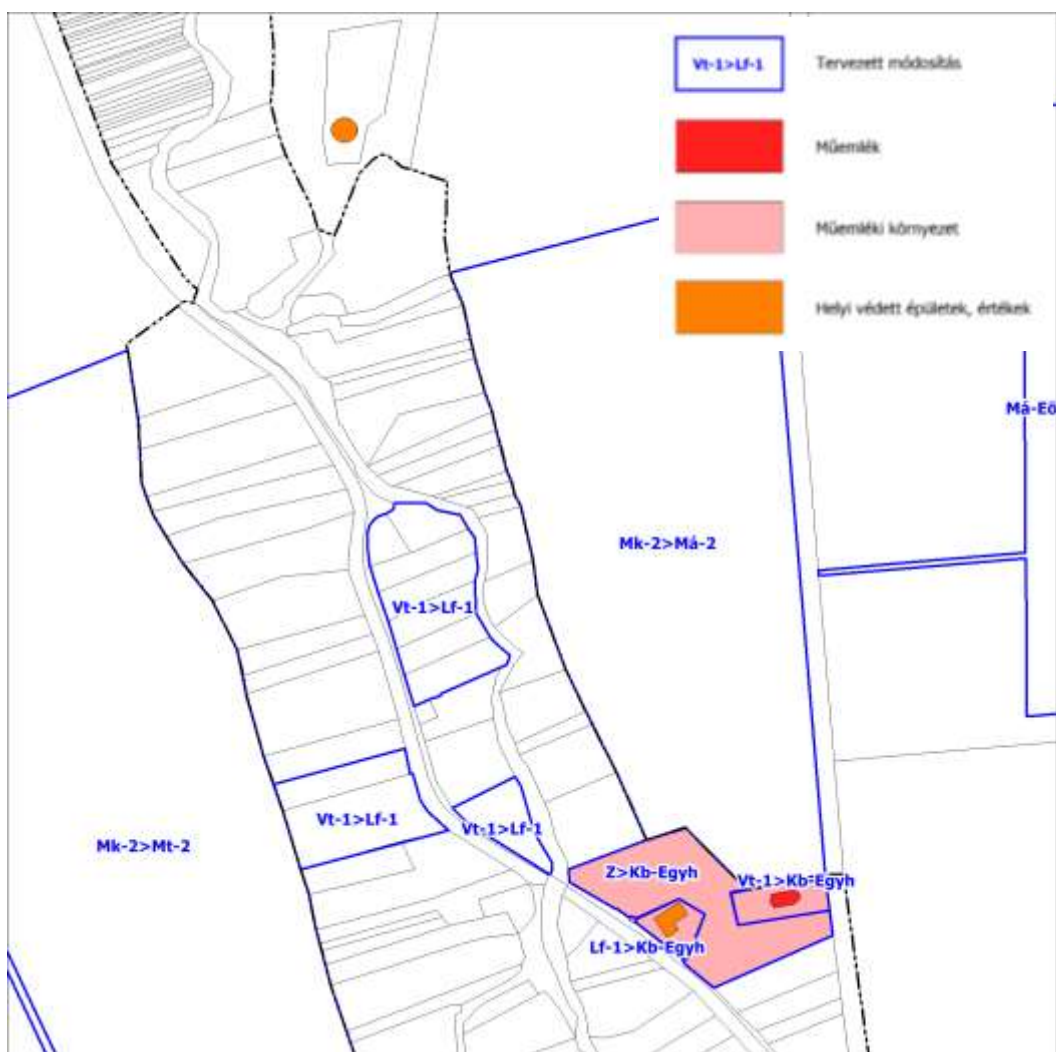 Vt-1>Lf-1
Tervezett módosítás
Műemlék
Műemléki környezet
Helyi védett épületek, értékek
Má-Eö
Mk-2>Má-2
Vt-1>Lf-1
Vt-1>Lf-1
Vt-1>Lf-1
Mk-2>Mt-2
Z>Kb-Egyh
Vt-1>Kb-Egyh
Lf-1>Kb-Egyh